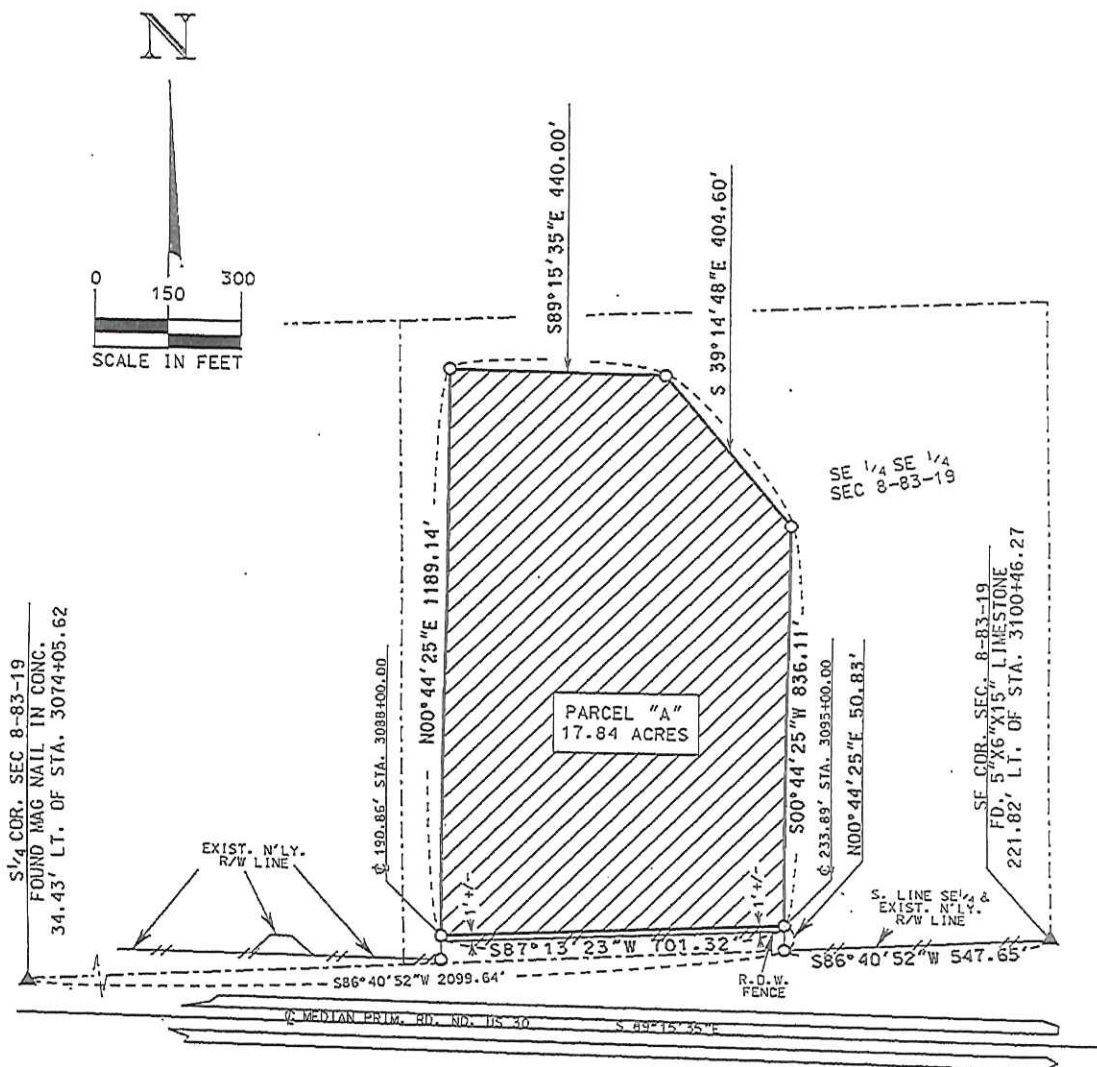 N
0 150 300
SCALE IN FEET
S89°15'35"E 440.00'
S 39°14'48"E 404.60'
SE 1/4 SE 1/4
SEC 8-83-19
N00°44'25"E 1189.14'
PARCEL "A"
17.84 ACRES
S00°44'25"W 836.11'
S1/4 COR. SEC 8-83-19
FOUND MAG NAIL IN CONC.
34.43' LT. OF STA. 3074+05.62
℄ 190.86' STA. 3088+00.00
℄ 233.89' STA. 3095+00.00
N00°44'25"E 50.83'
SE COR. SEC. 8-83-19
FD. 5"X6"X15" LIMESTONE
221.82' LT. OF STA. 3100+46.27
EXIST. N'LY.
R/W LINE
1'+/-
1'+/-
S. LINE SE1/4 &
EXIST. N'LY.
R/W LINE
S87°13'23"W 701.32'
S86°40'52"W 547.65'
S86°40'52"W 2099.64'
R.O.W.
FENCE
℄ MEDIAN PRIM. RD. NO. US 30 S 89°15'35"E